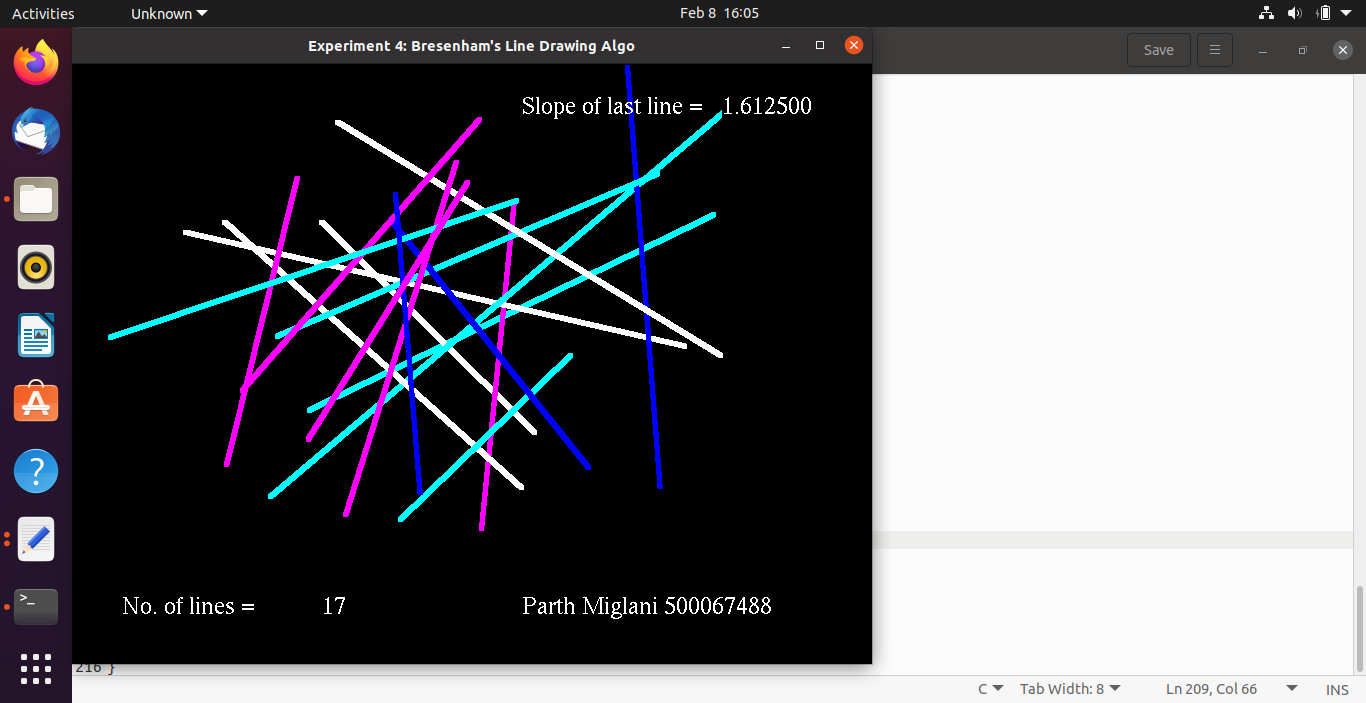 Activities Unknown Feb 8 16:05
Experiment 4: Bresenham's Line Drawing Algo
Save
Slope of last line = 1.612500
No. of lines = 17 Parth Miglani 500067488
216 }
C Tab Width: 8 Ln 209, Col 66 INS